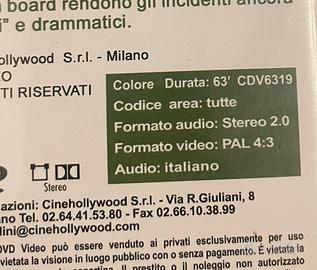 board rendono gli incidenti ancora
i” e drammatici.
ollywood S.r.l. - Milano
TI RISERVATI
Colore Durata: 63’ CDV6319
Codice area: tutte
Formato audio: Stereo 2.0
Formato video: PAL 4:3
Audio: italiano
Stereo
azioni: Cinehollywood S.r.l. - Via R.Giuliani, 8
ano Tel. 02.64.41.53.80 - Fax 02.66.10.38.99
lini@cinehollywood.com
DVD Video può essere venduto ai privati esclusivamente per uso
vietata la visione in luogo pubblico con o senza pagamento. È vietata la
copertina. Il prestito o il noleggio non autorizzato